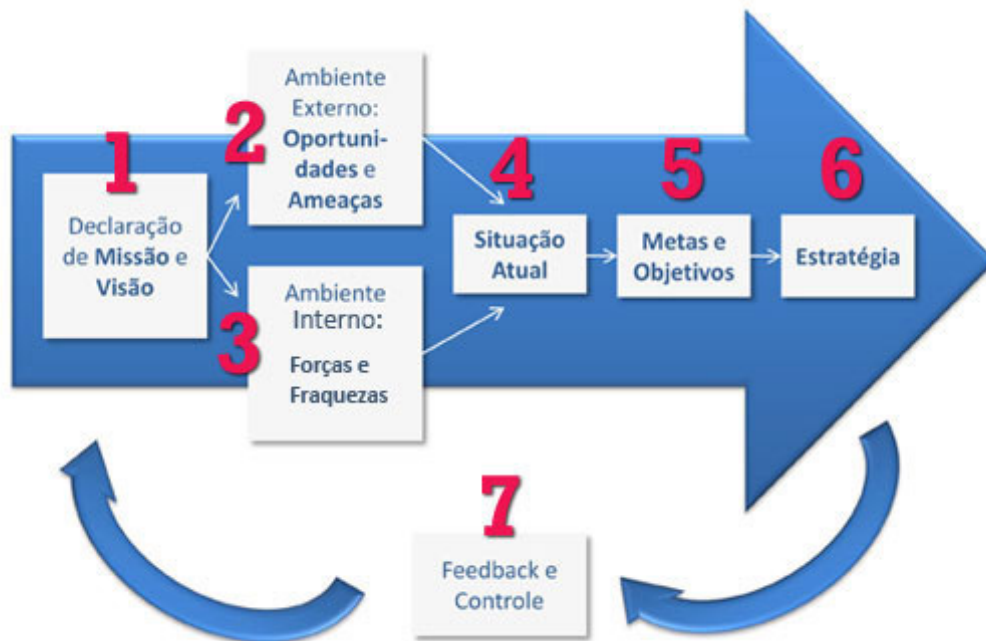 1
Declaração
de Missão e
Visão
2
Ambiente
Externo:
Oportuni-
dades e
Ameaças
3
Ambiente
Interno:
Forças e
Fraquezas
4
Situação
Atual
5
Metas e
Objetivos
6
Estratégia
7
Feedback e
Controle